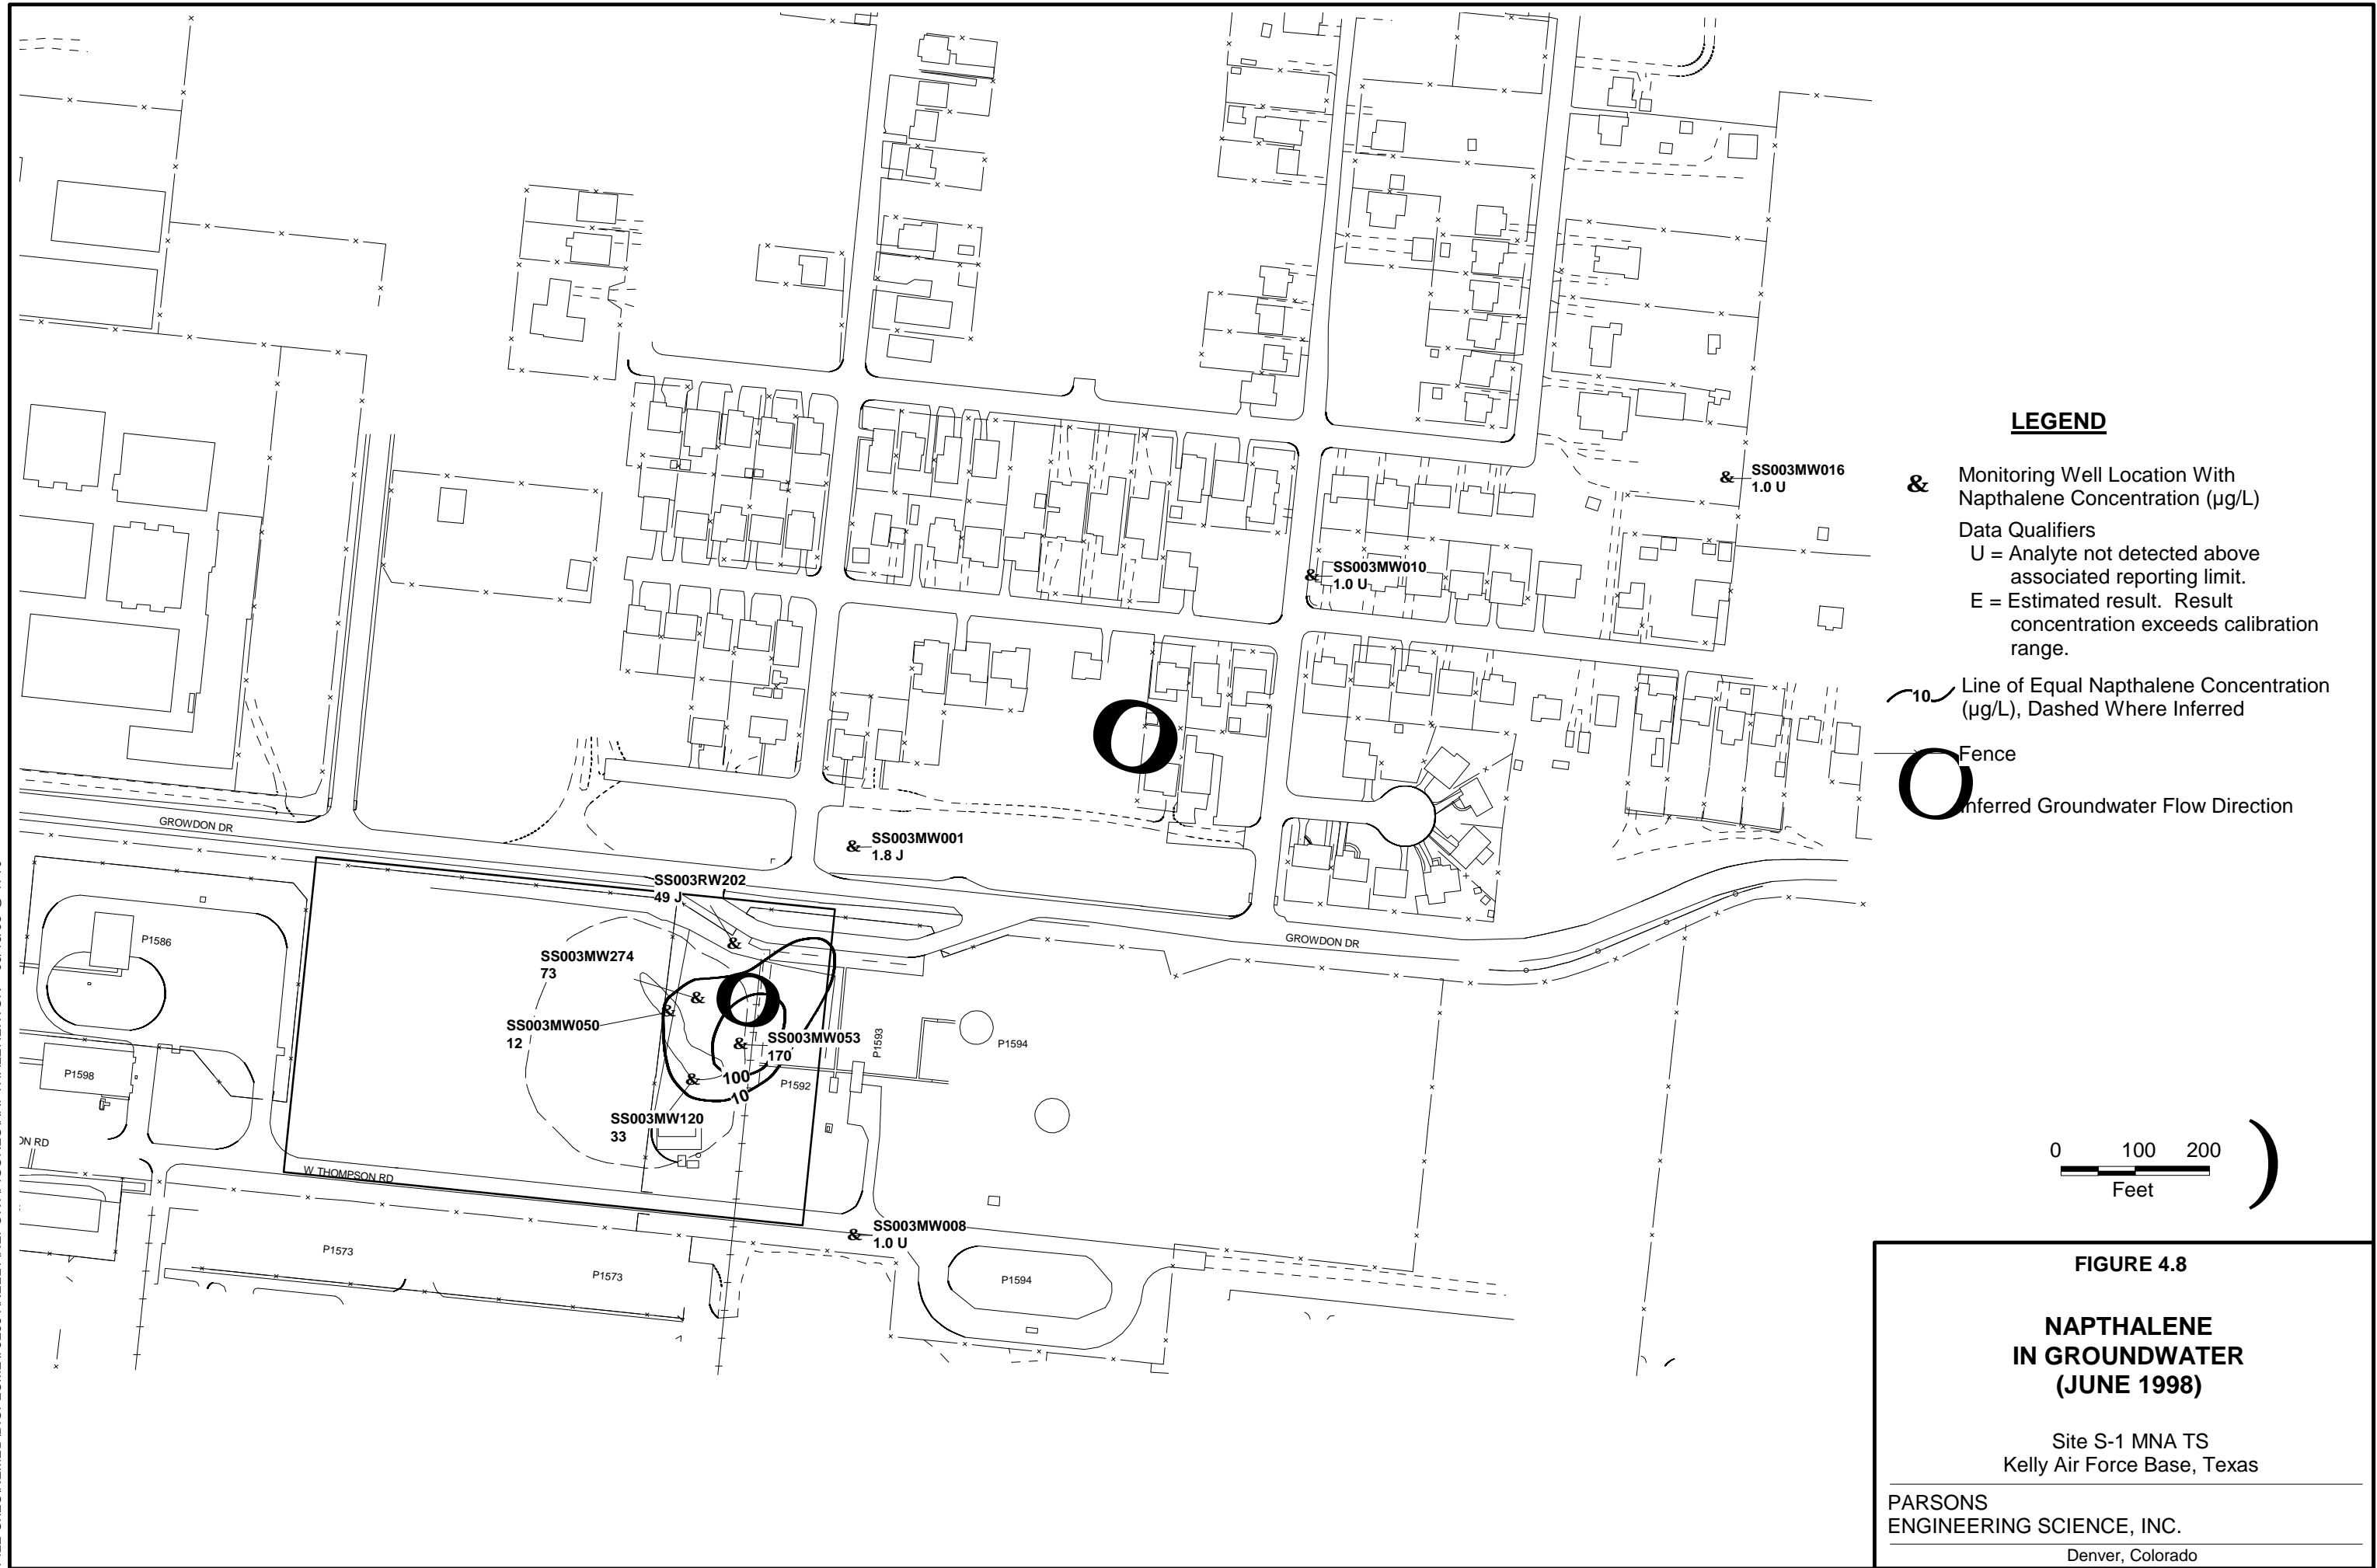 SS003MW016
1.0 U
SS003MW010
1.0 U
GROWDON DR
SS003MW001
1.8 J
SS003RW202
49 J
GROWDON DR
P1586
SS003MW274
73
SS003MW050
12
SS003MW053
170
P1593
P1594
P1598
100
10
P1592
SS003MW120
33
ON RD
W. THOMPSON RD
SS003MW008
1.0 U
P1573
P1573
P1594
LEGEND
& Monitoring Well Location With
Napthalene Concentration (µg/L)
Data Qualifiers
U = Analyte not detected above
associated reporting limit.
E = Estimated result. Result
concentration exceeds calibration
range.
10 Line of Equal Napthalene Concentration
(µg/L), Dashed Where Inferred
Fence
Inferred Groundwater Flow Direction
0 100 200
Feet
FIGURE 4.8
NAPTHALENE
IN GROUNDWATER
(JUNE 1998)
Site S-1 MNA TS
Kelly Air Force Base, Texas
PARSONS
ENGINEERING SCIENCE, INC.
Denver, Colorado